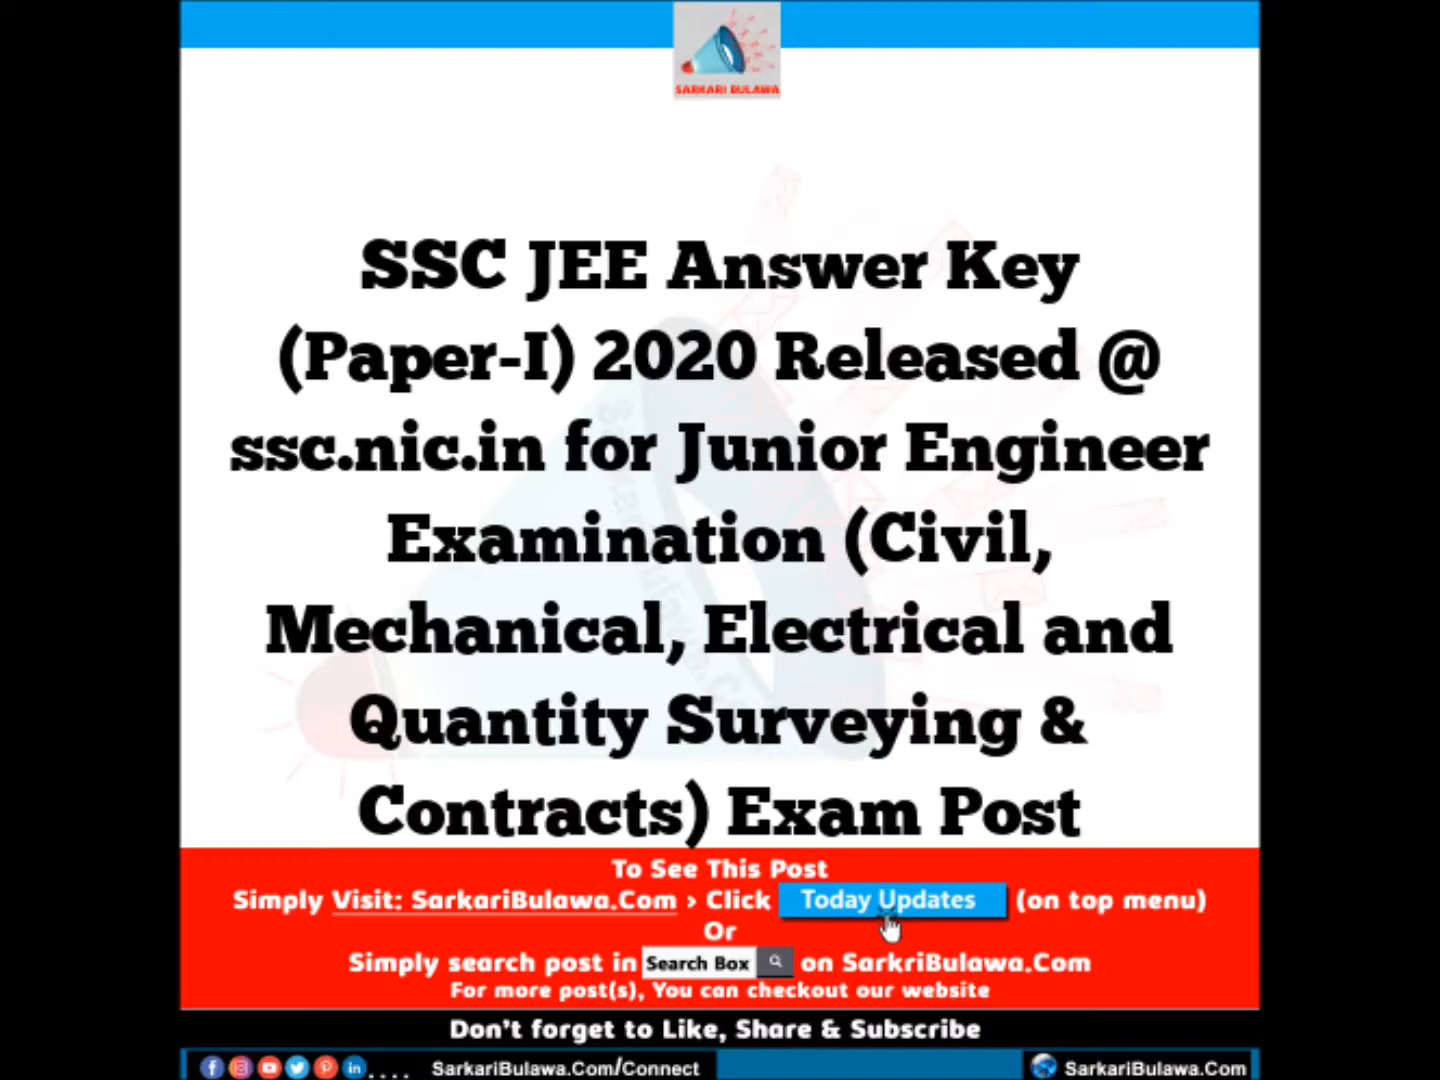 SARKARI BULAWA
SSC JEE Answer Key
(Paper-I) 2020 Released @
ssc.nic.in for Junior Engineer
Examination (Civil,
Mechanical, Electrical and
Quantity Surveying &
Contracts) Exam Post
To See This Post
Simply Visit: SarkariBulawa.Com › Click Today Updates (on top menu)
Or
Simply search post in Search Box on SarkriBulawa.Com
For more post(s), You can checkout our website
Don't forget to Like, Share & Subscribe
.... SarkariBulawa.Com/Connect SarkariBulawa.Com